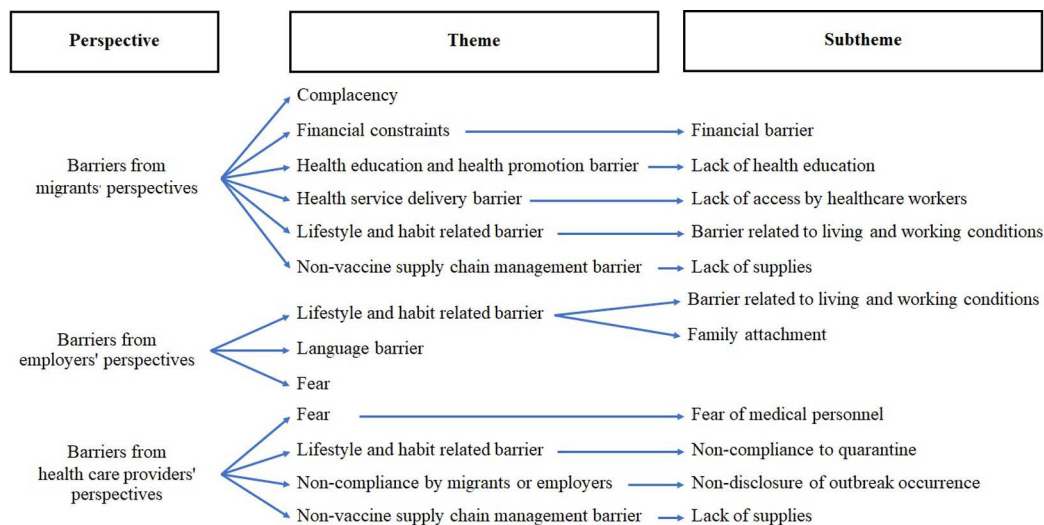 Perspective Theme Subtheme
Complacency
Financial constraints Financial barrier
Barriers from
migrants' perspectives
Health education and health promotion barrier Lack of health education
Health service delivery barrier Lack of access by healthcare workers
Lifestyle and habit related barrier Barrier related to living and working conditions
Non-vaccine supply chain management barrier Lack of supplies
Barriers from
employers' perspectives
Lifestyle and habit related barrier Barrier related to living and working conditions
Family attachment
Language barrier
Fear
Barriers from
health care providers'
perspectives
Fear Fear of medical personnel
Lifestyle and habit related barrier Non-compliance to quarantine
Non-compliance by migrants or employers Non-disclosure of outbreak occurrence
Non-vaccine supply chain management barrier Lack of supplies